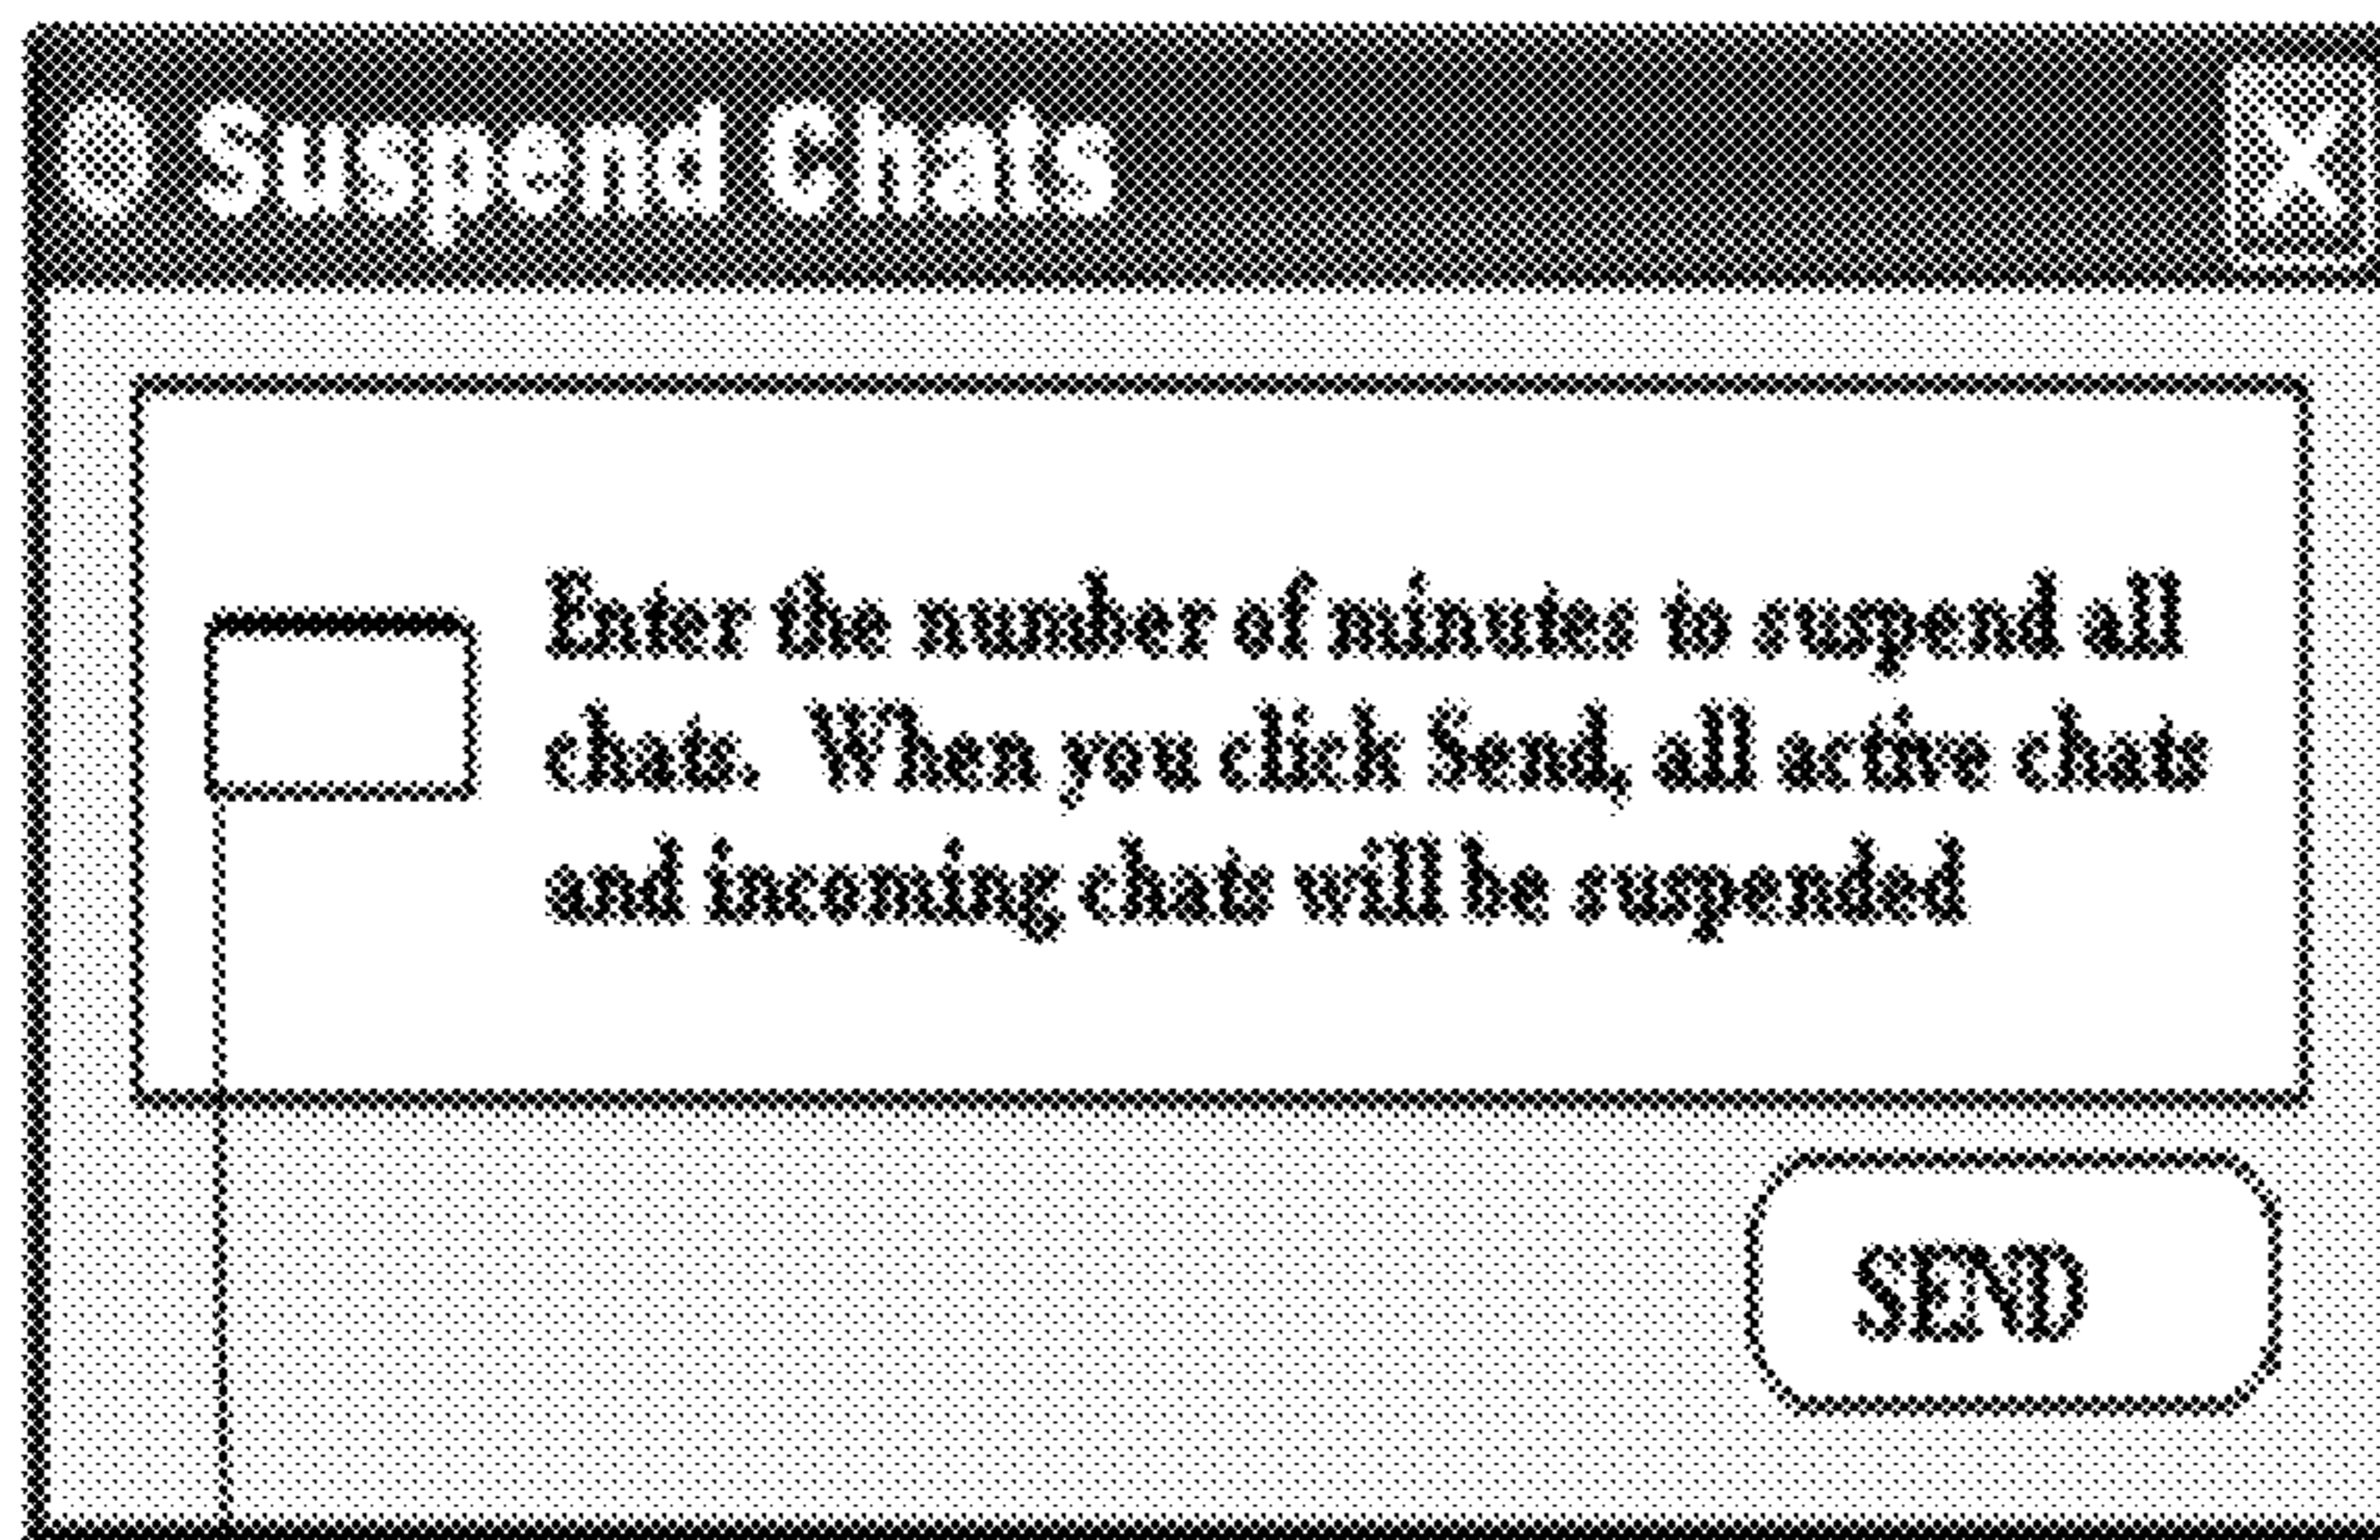 Suspend Chats
X
Enter the number of minutes to suspend all
chats. When you click Send, all active chats
and incoming chats will be suspended
SEND